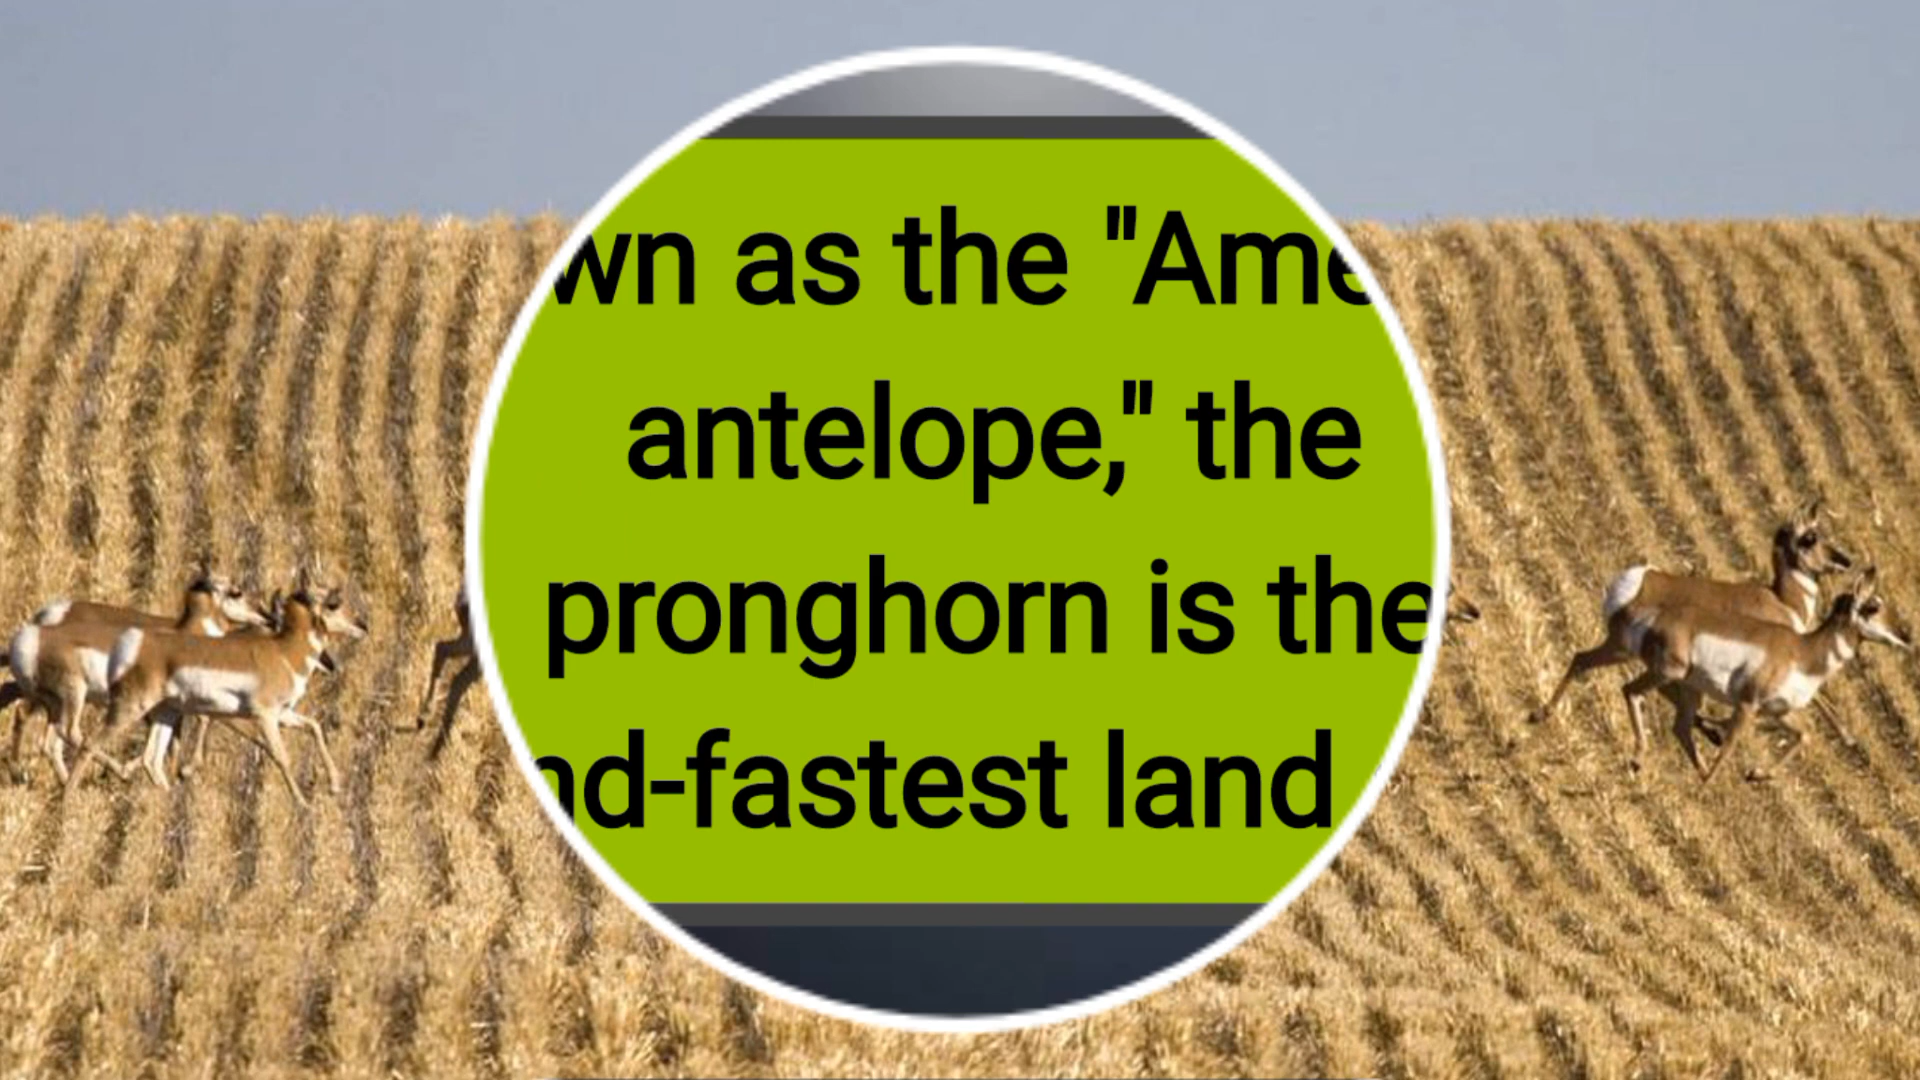 wn as the "Ame
antelope," the
pronghorn is the
nd-fastest land